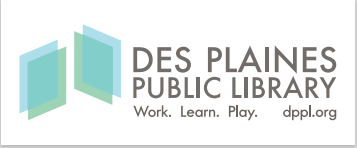 DES PLAINES
PUBLIC LIBRARY
Work. Learn. Play. dppl.org